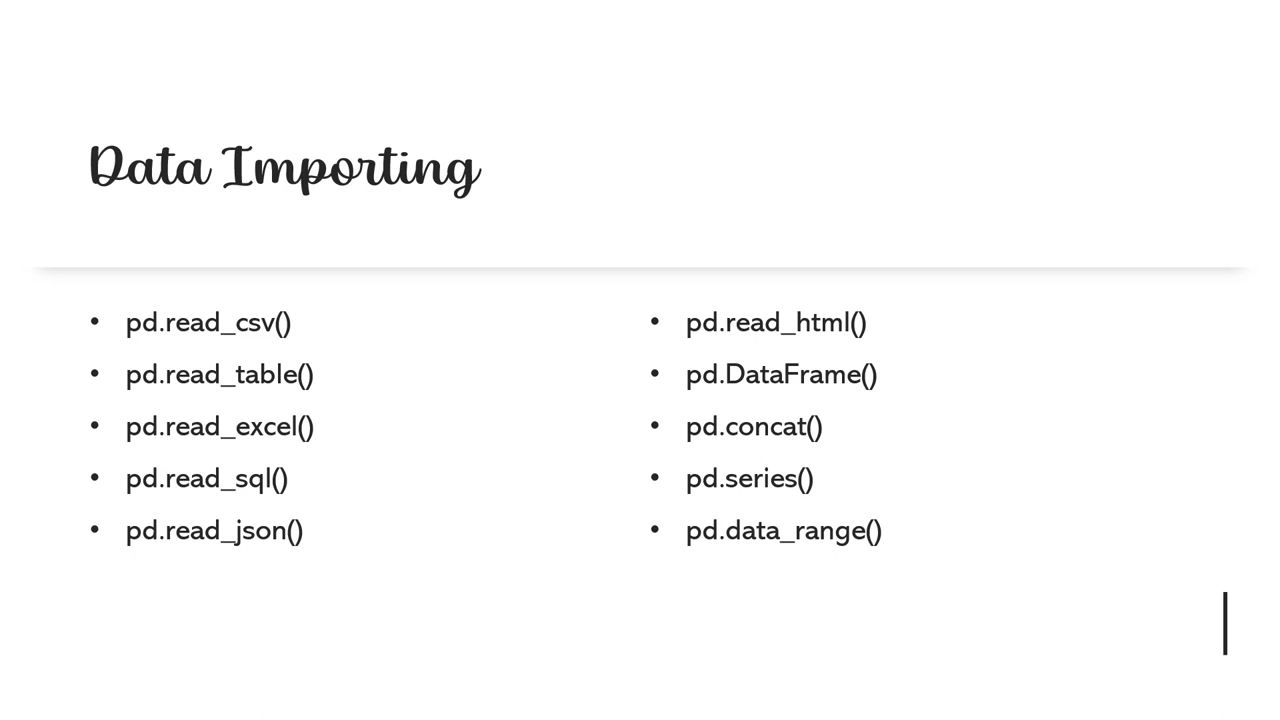 Data Importing
• pd.read_csv()
• pd.read_table()
• pd.read_excel()
• pd.read_sql()
• pd.read_json()
• pd.read_html()
• pd.DataFrame()
• pd.concat()
• pd.series()
• pd.data_range()